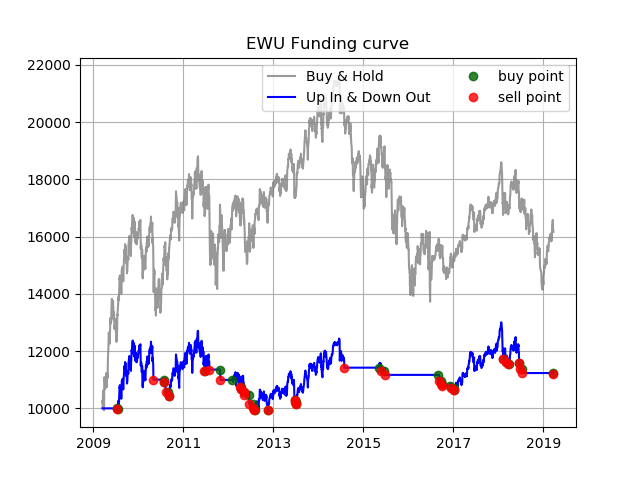 EWU Funding curve
22000
20000
18000
16000
14000
12000
10000
Buy & Hold
Up In & Down Out
buy point
sell point
2009 2011 2013 2015 2017 2019